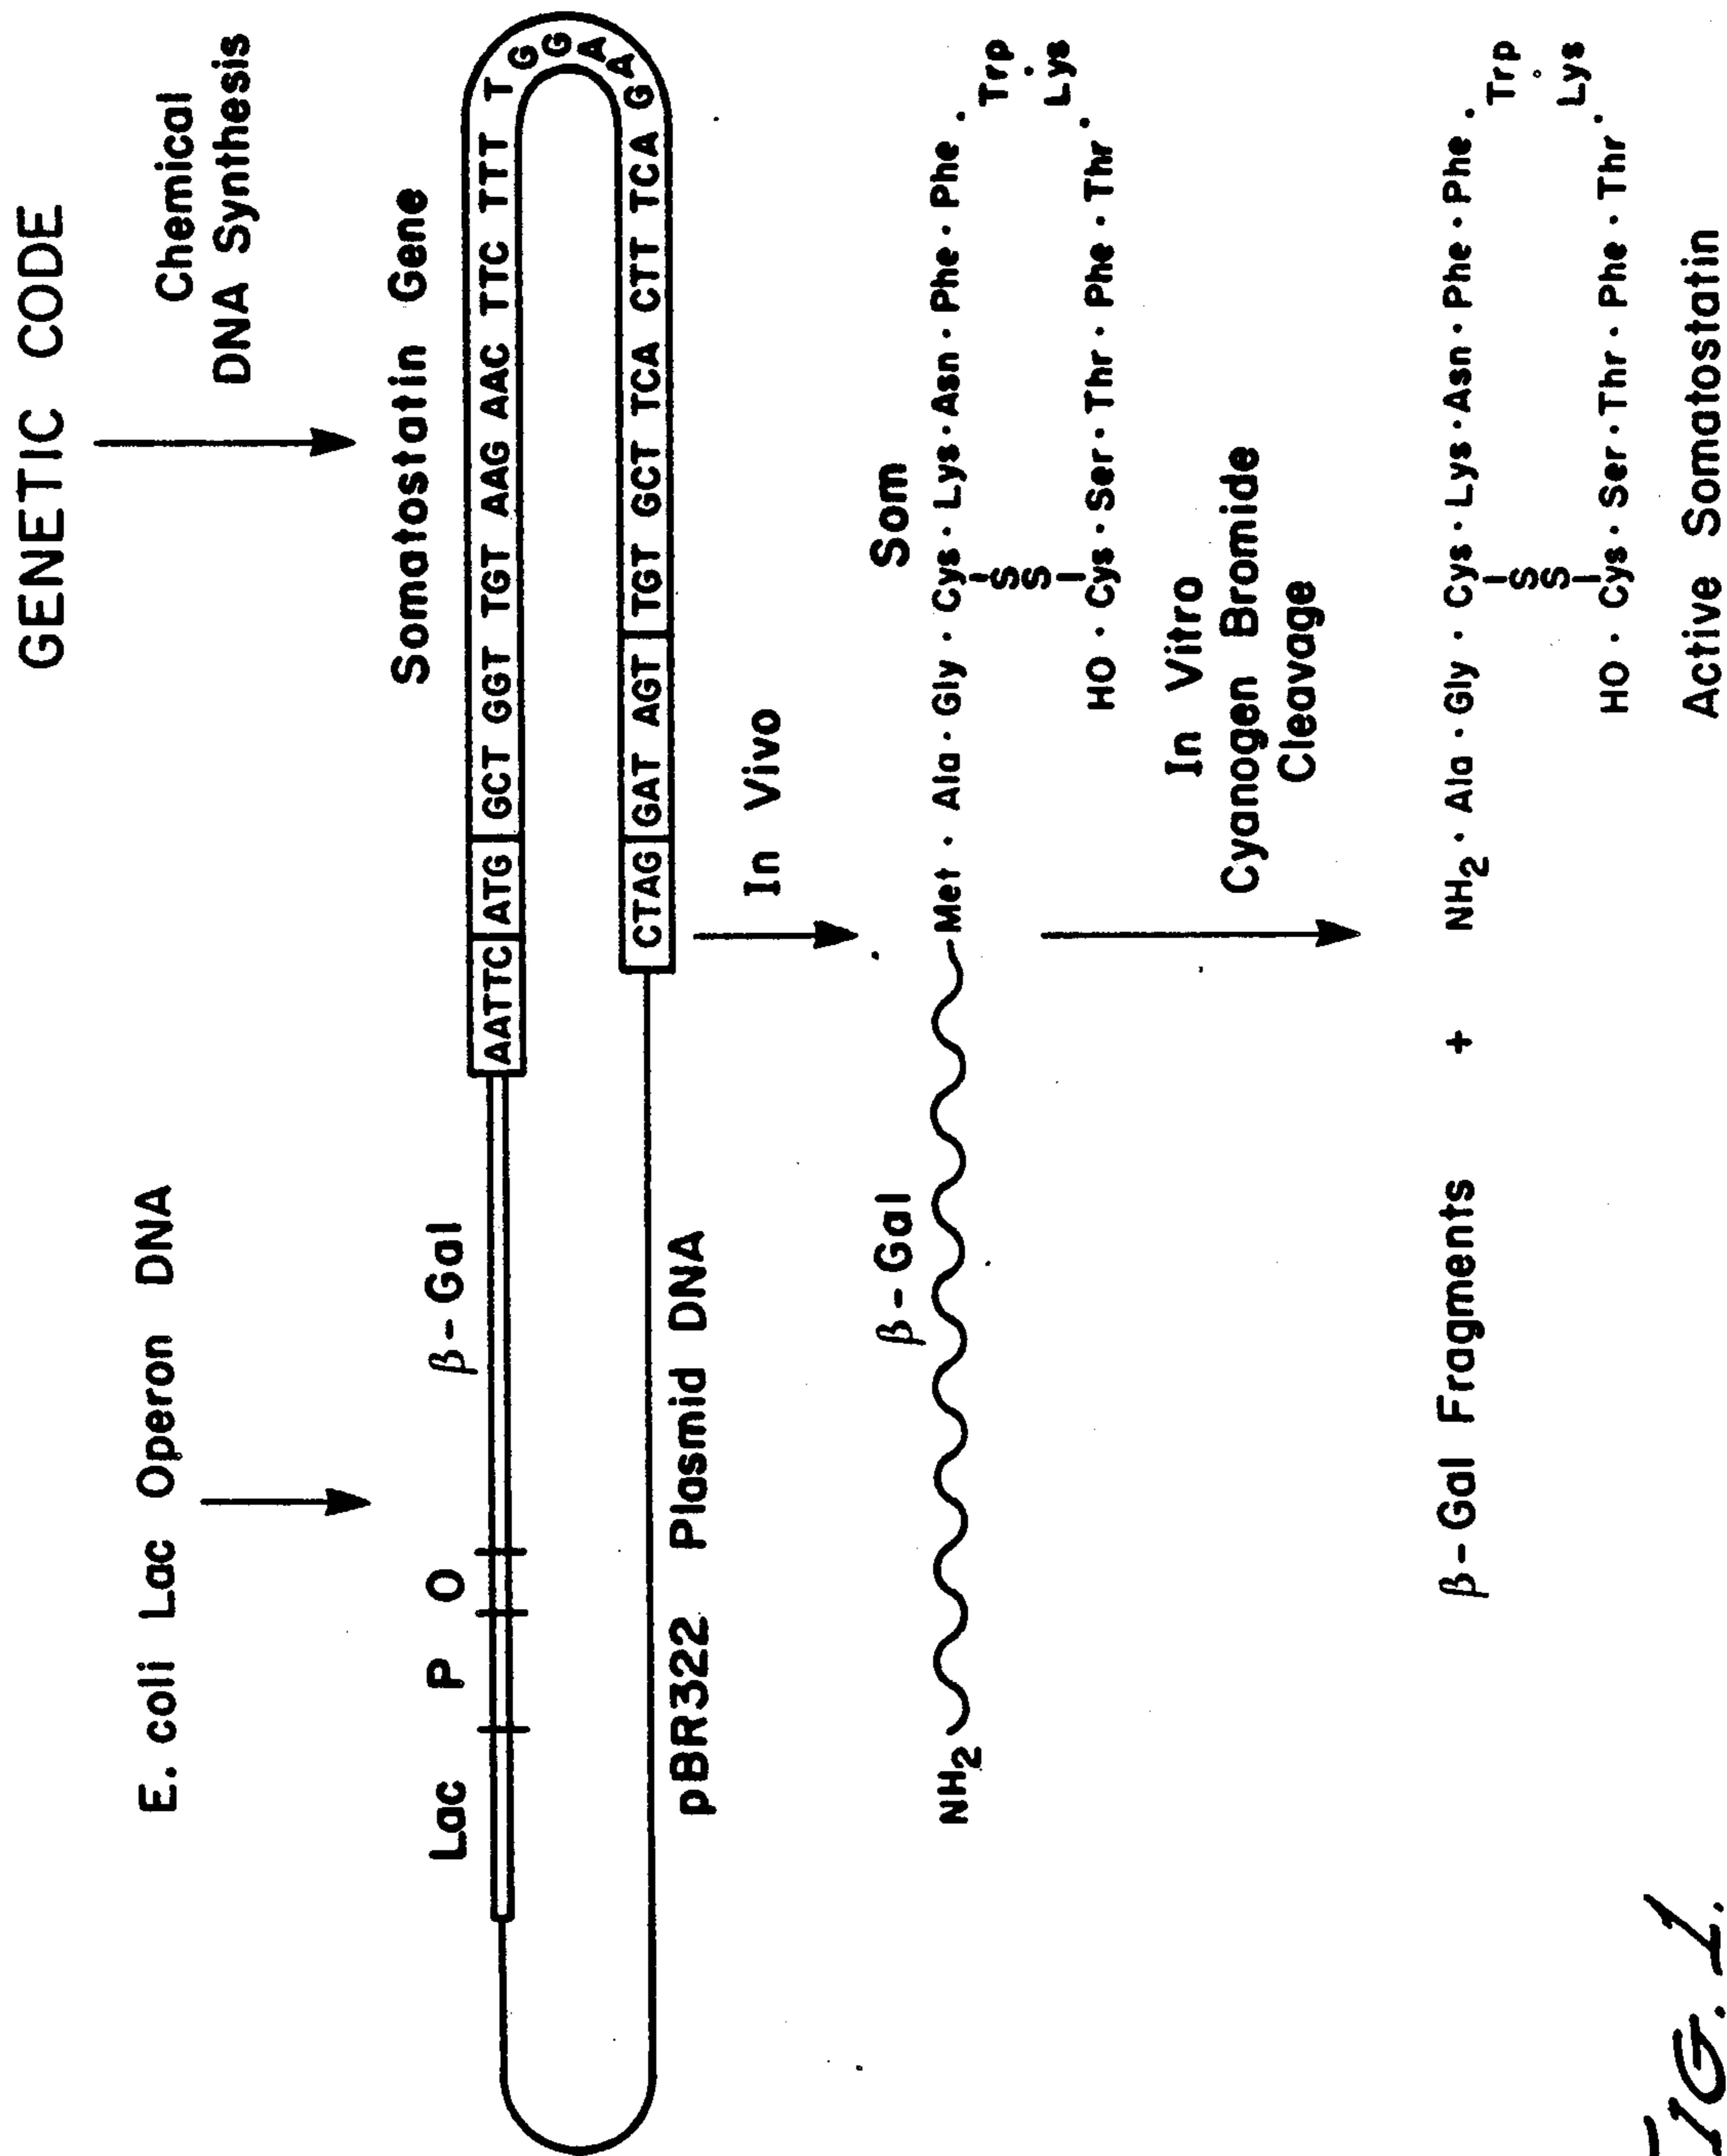 GENETIC CODE
E. coli Lac Operon DNA
Chemical
DNA Synthesis
Somatostatin Gene
Lac P O β-Gal
AATTC ATG GCT GGT TGT AAG AAC TTC TTT T
G
G
A
A
G
CTAG GAT AGT TGT GCT TCA CTT TCA
pBR322 Plasmid DNA
In Vivo
β-Gal
Som
NH2 Met · Ala · Gly · Cys · Lys · Asn · Phe · Phe ·
Trp
S
S
Lys
HO · Cys · Ser · Thr · Phe · Thr ·
In Vitro
Cyanogen Bromide
Cleavage
β-Gal Fragments + NH2 · Ala · Gly · Cys · Lys · Asn · Phe · Phe ·
Trp
S
S
Lys
HO · Cys · Ser · Thr · Phe · Thr ·
Active Somatostatin
FIG. 1.